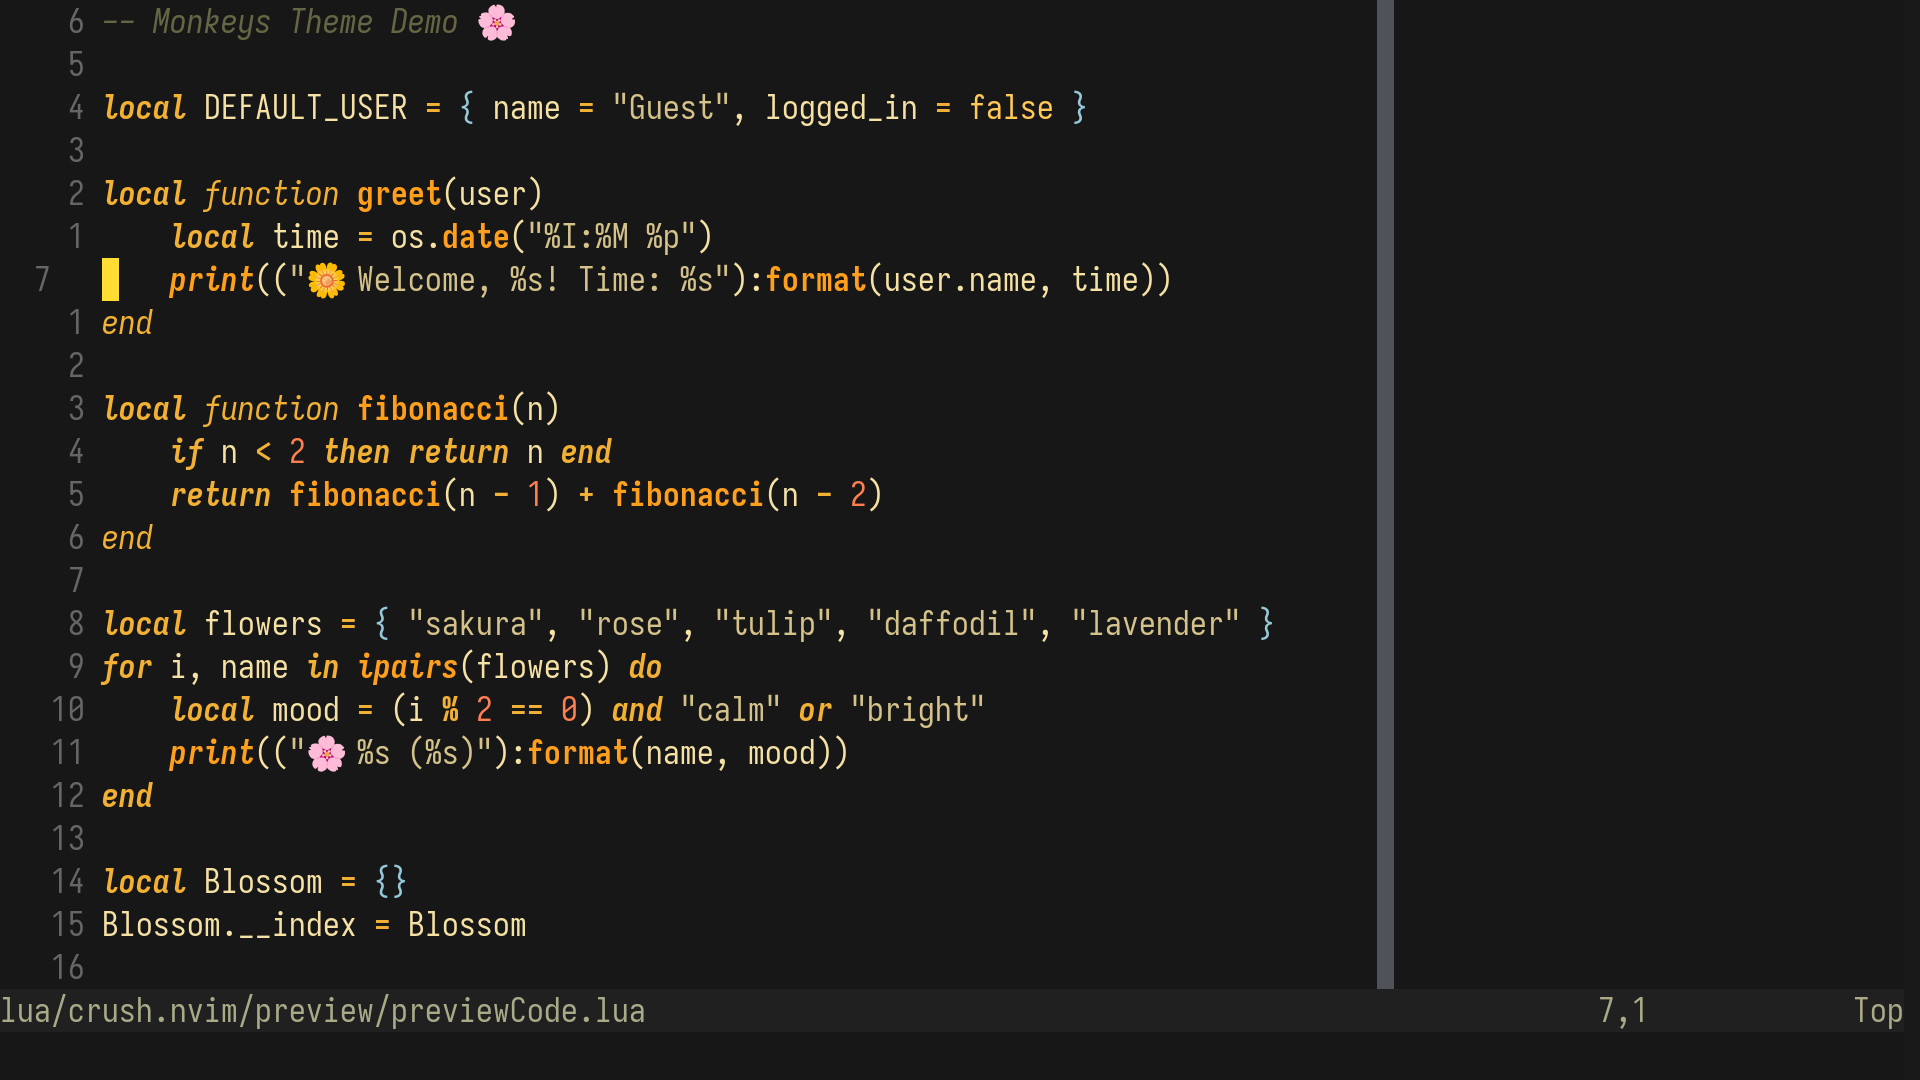 6 -- Monkeys Theme Demo 🌸
5
4 local DEFAULT_USER = { name = "Guest", logged_in = false }
3
2 local function greet(user)
1     local time = os.date("%I:%M %p")
7     print(("🌼 Welcome, %s! Time: %s"):format(user.name, time))
1 end
2
3 local function fibonacci(n)
4     if n < 2 then return n end
5     return fibonacci(n - 1) + fibonacci(n - 2)
6 end
7
8 local flowers = { "sakura", "rose", "tulip", "daffodil", "lavender" }
9 for i, name in ipairs(flowers) do
10     local mood = (i % 2 == 0) and "calm" or "bright"
11     print(("🌸 %s (%s)"):format(name, mood))
12 end
13
14 local Blossom = {}
15 Blossom.__index = Blossom
16
lua/crush.nvim/preview/previewCode.lua 7,1 Top